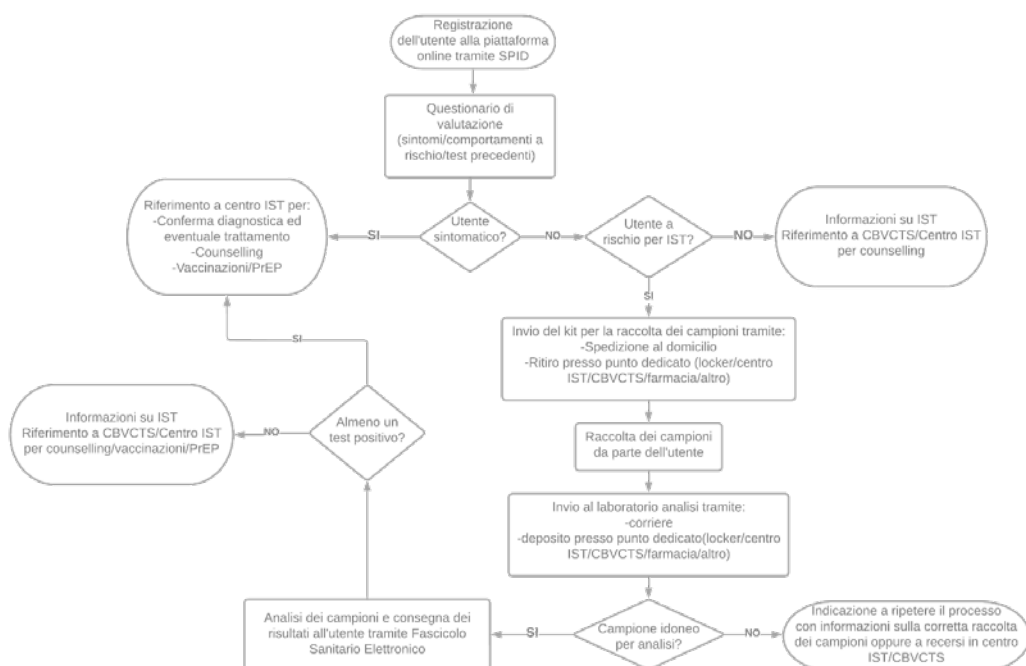 Registrazione
dell'utente alla piattaforma
online tramite SPID
Questionario di
valutazione
(sintomi/comportamenti a
rischio/test precedenti)
Riferimento a centro IST per:
-Conferma diagnostica ed
eventuale trattamento
-Counselling
-Vaccinazioni/PrEP
SI
Utente
sintomatico?
NO
Utente a
rischio per IST?
NO
Informazioni su IST
Riferimento a CBVCTS/Centro IST
per counselling
SI
Invio del kit per la raccolta dei campioni tramite:
-Spedizione al domicilio
-Ritiro presso punto dedicato (locker/centro
IST/CBVCTS/farmacia/altro)
SI
Informazioni su IST
Riferimento a CBVCTS/Centro IST
per counselling/vaccinazioni/PrEP
NO
Almeno un
test positivo?
Raccolta dei campioni
da parte dell'utente
Invio al laboratorio analisi tramite:
-corriere
-deposito presso punto dedicato(locker/centro
IST/CBVCTS/farmacia/altro)
Analisi dei campioni e consegna dei
risultati all'utente tramite Fascicolo
Sanitario Elettronico
SI
Campione idoneo
per analisi?
NO
Indicazione a ripetere il processo
con informazioni sulla corretta raccolta
dei campioni oppure a recersi in centro
IST/CBVCTS